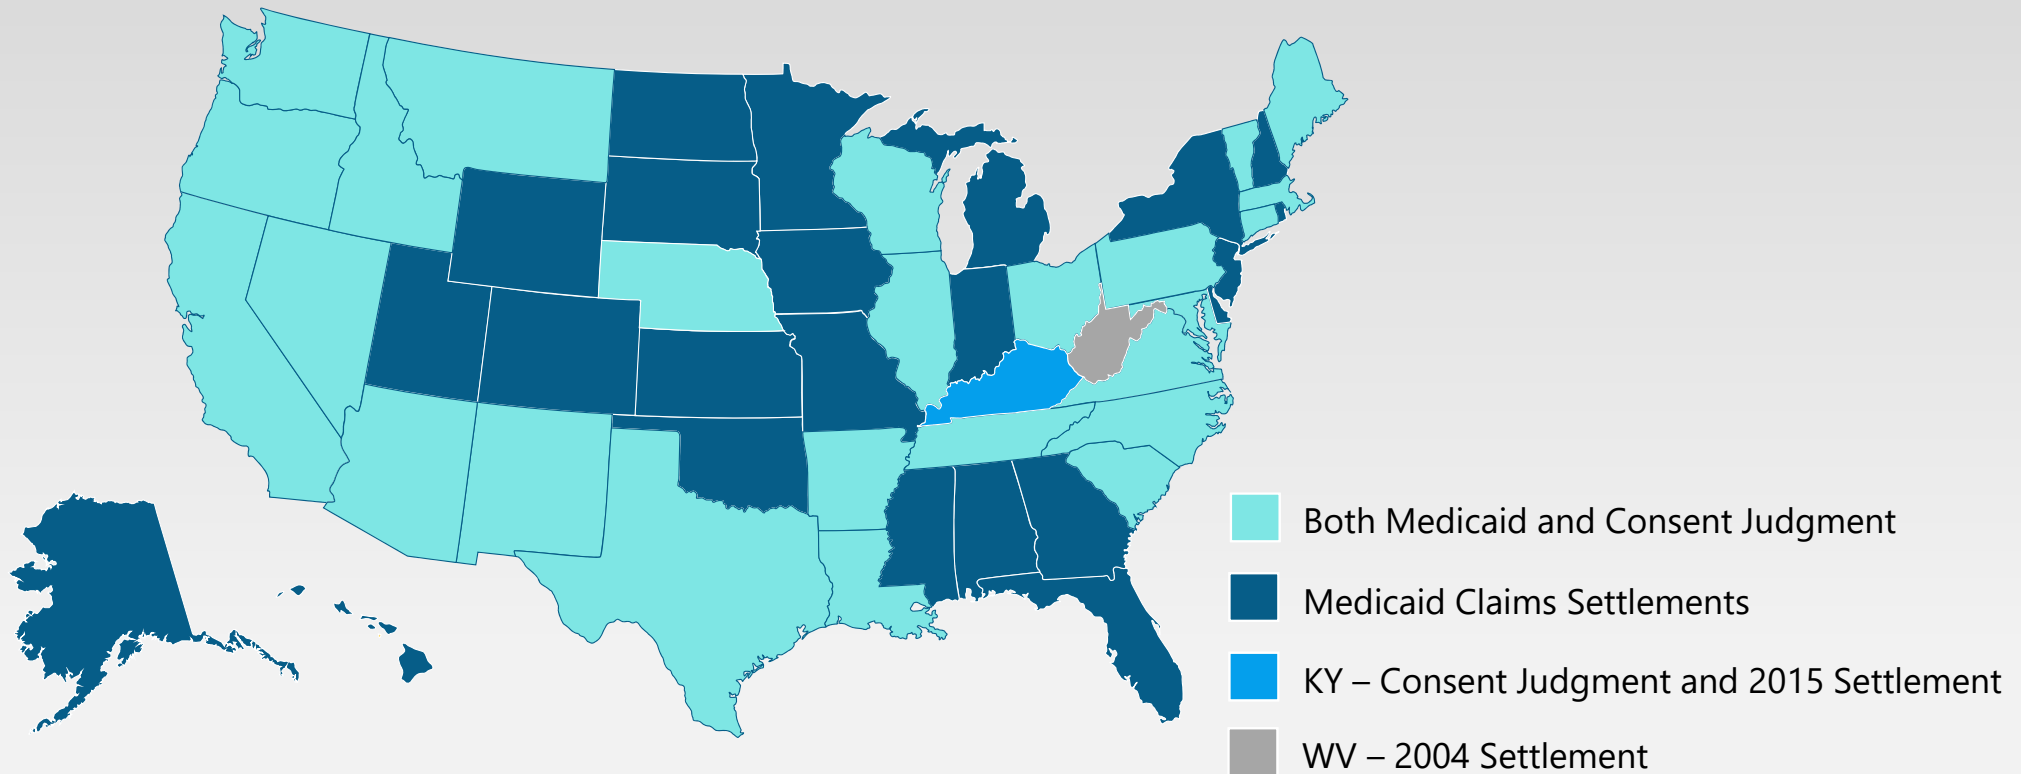 Both Medicaid and Consent Judgment
Medicaid Claims Settlements
KY – Consent Judgment and 2015 Settlement
WV – 2004 Settlement